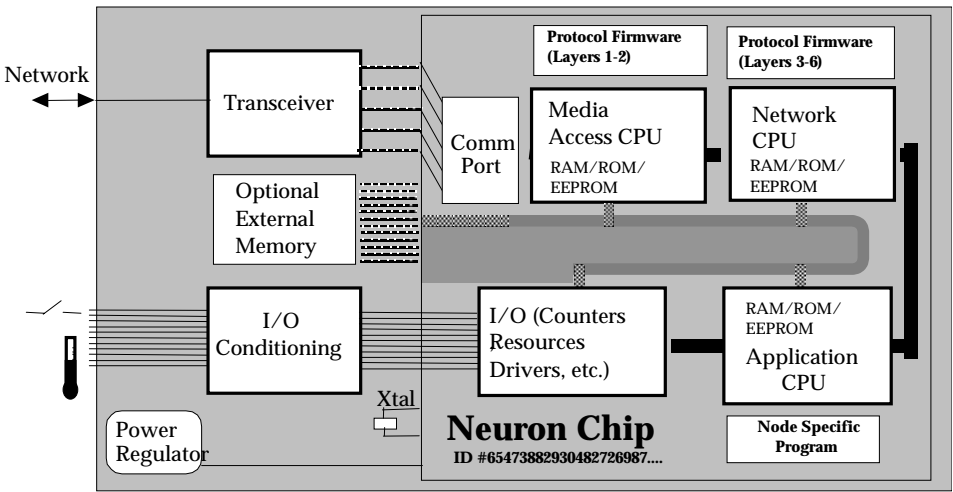 Protocol Firmware
(Layers 1-2)
Protocol Firmware
(Layers 3-6)
Network
Transceiver
Comm
Port
Media
Access CPU
RAM/ROM/
EEPROM
Network
CPU
RAM/ROM/
EEPROM
Optional
External
Memory
I/O
Conditioning
I/O (Counters
,Resources
Drivers, etc.)
RAM/ROM/
EEPROM
Application
CPU
Xtal
Power
Regulator
Neuron Chip
ID #65473882930482726987....
Node Specific
Program